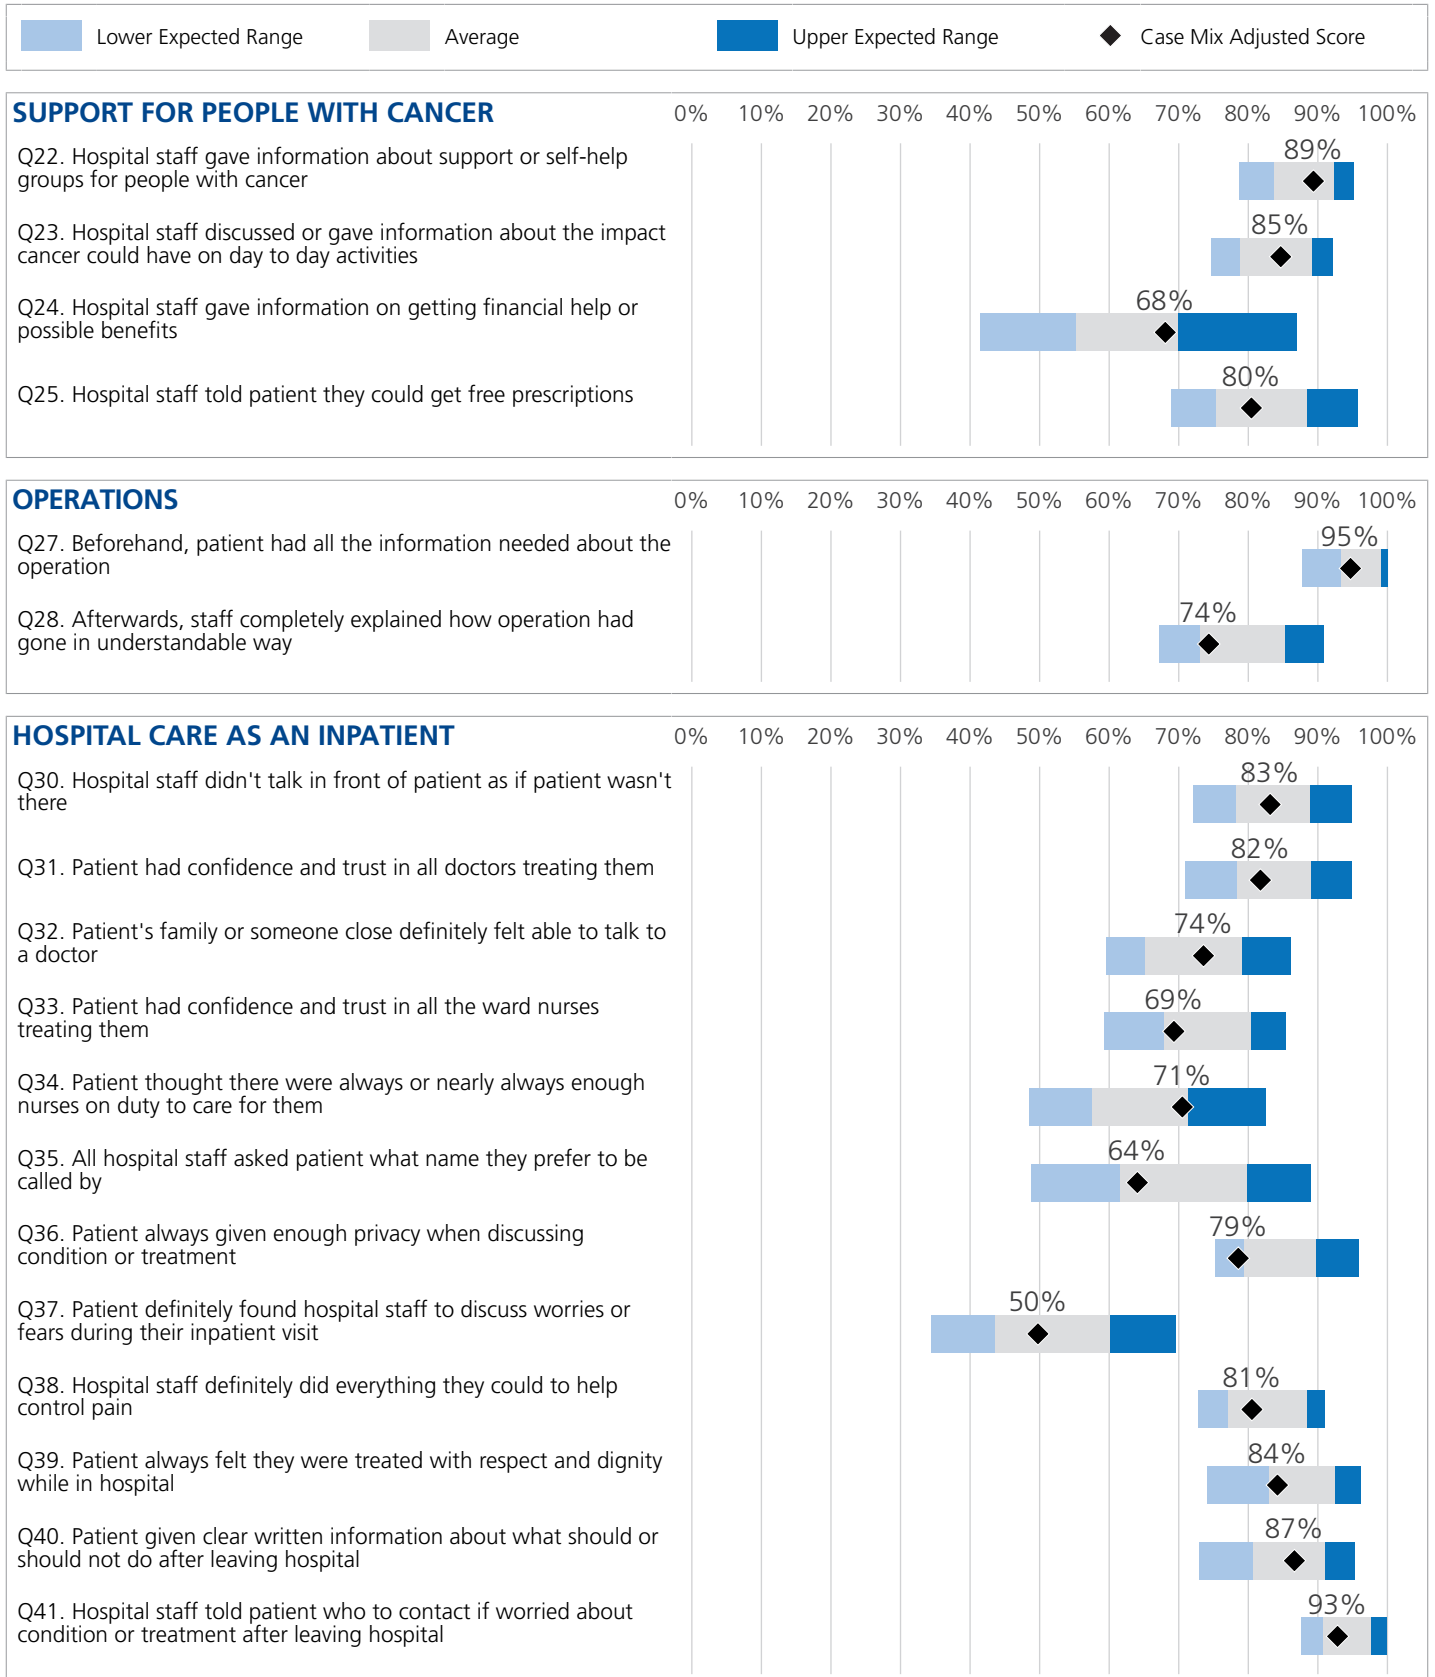 Lower Expected Range Average Upper Expected Range Case Mix Adjusted Score
SUPPORT FOR PEOPLE WITH CANCER 0% 10% 20% 30% 40% 50% 60% 70% 80% 90% 100%
Q22. Hospital staff gave information about support or self-help
groups for people with cancer
89%
Q23. Hospital staff discussed or gave information about the impact
cancer could have on day to day activities
85%
Q24. Hospital staff gave information on getting financial help or
possible benefits
68%
Q25. Hospital staff told patient they could get free prescriptions
80%
OPERATIONS 0% 10% 20% 30% 40% 50% 60% 70% 80% 90% 100%
Q27. Beforehand, patient had all the information needed about the
operation
95%
Q28. Afterwards, staff completely explained how operation had
gone in understandable way
74%
HOSPITAL CARE AS AN INPATIENT 0% 10% 20% 30% 40% 50% 60% 70% 80% 90% 100%
Q30. Hospital staff didn't talk in front of patient as if patient wasn't
there
83%
Q31. Patient had confidence and trust in all doctors treating them
82%
Q32. Patient's family or someone close definitely felt able to talk to
a doctor
74%
Q33. Patient had confidence and trust in all the ward nurses
treating them
69%
Q34. Patient thought there were always or nearly always enough
nurses on duty to care for them
71%
Q35. All hospital staff asked patient what name they prefer to be
called by
64%
Q36. Patient always given enough privacy when discussing
condition or treatment
79%
Q37. Patient definitely found hospital staff to discuss worries or
fears during their inpatient visit
50%
Q38. Hospital staff definitely did everything they could to help
control pain
81%
Q39. Patient always felt they were treated with respect and dignity
while in hospital
84%
Q40. Patient given clear written information about what should or
should not do after leaving hospital
87%
Q41. Hospital staff told patient who to contact if worried about
condition or treatment after leaving hospital
93%